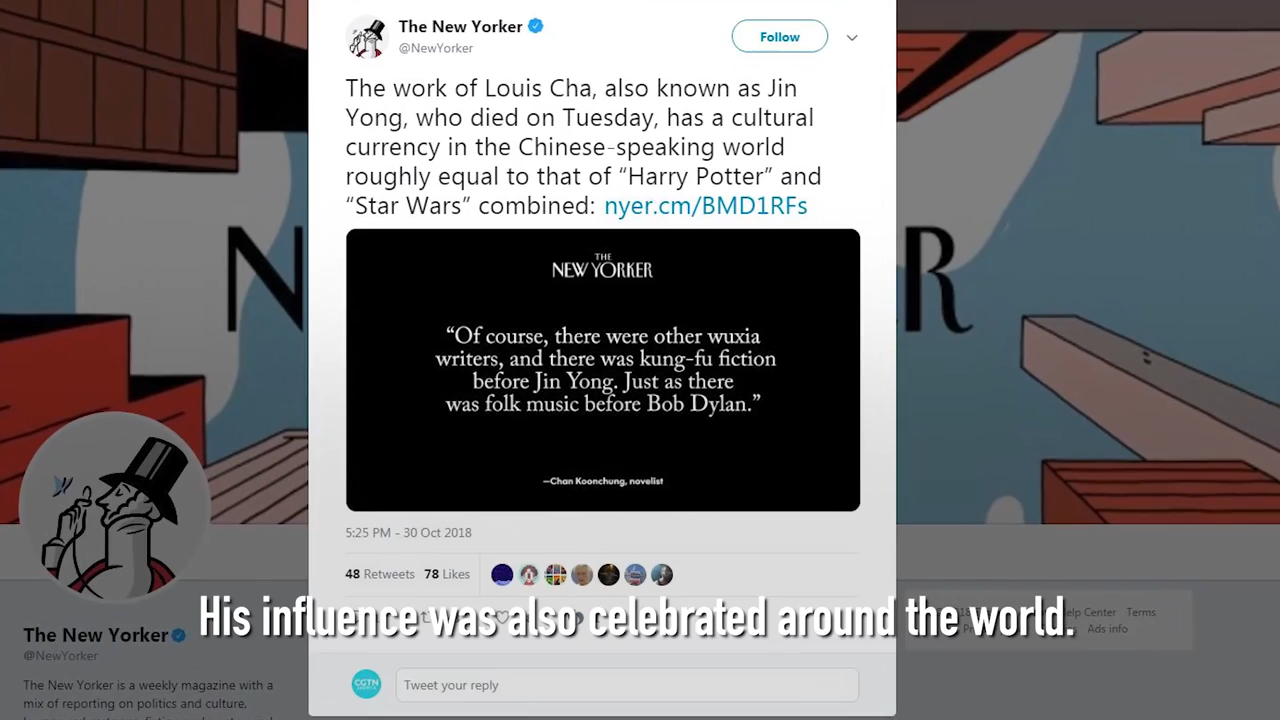 The New Yorker
@NewYorker
Follow
The work of Louis Cha, also known as Jin
Yong, who died on Tuesday, has a cultural
currency in the Chinese-speaking world
roughly equal to that of “Harry Potter” and
“Star Wars” combined: nyer.cm/BMD1RFs
THE
NEW YORKER
“Of course, there were other wuxia
writers, and there was kung-fu fiction
before Jin Yong. Just as there
was folk music before Bob Dylan.”
—Chan Koonchung, novelist
5:25 PM - 30 Oct 2018
48 Retweets 78 Likes
His influence was also celebrated around the world.
Help Center Terms
Ads info
CGTN
AMERICA
Tweet your reply
The New Yorker
@NewYorker
The New Yorker is a weekly magazine with a
mix of reporting on politics and culture,
N
R